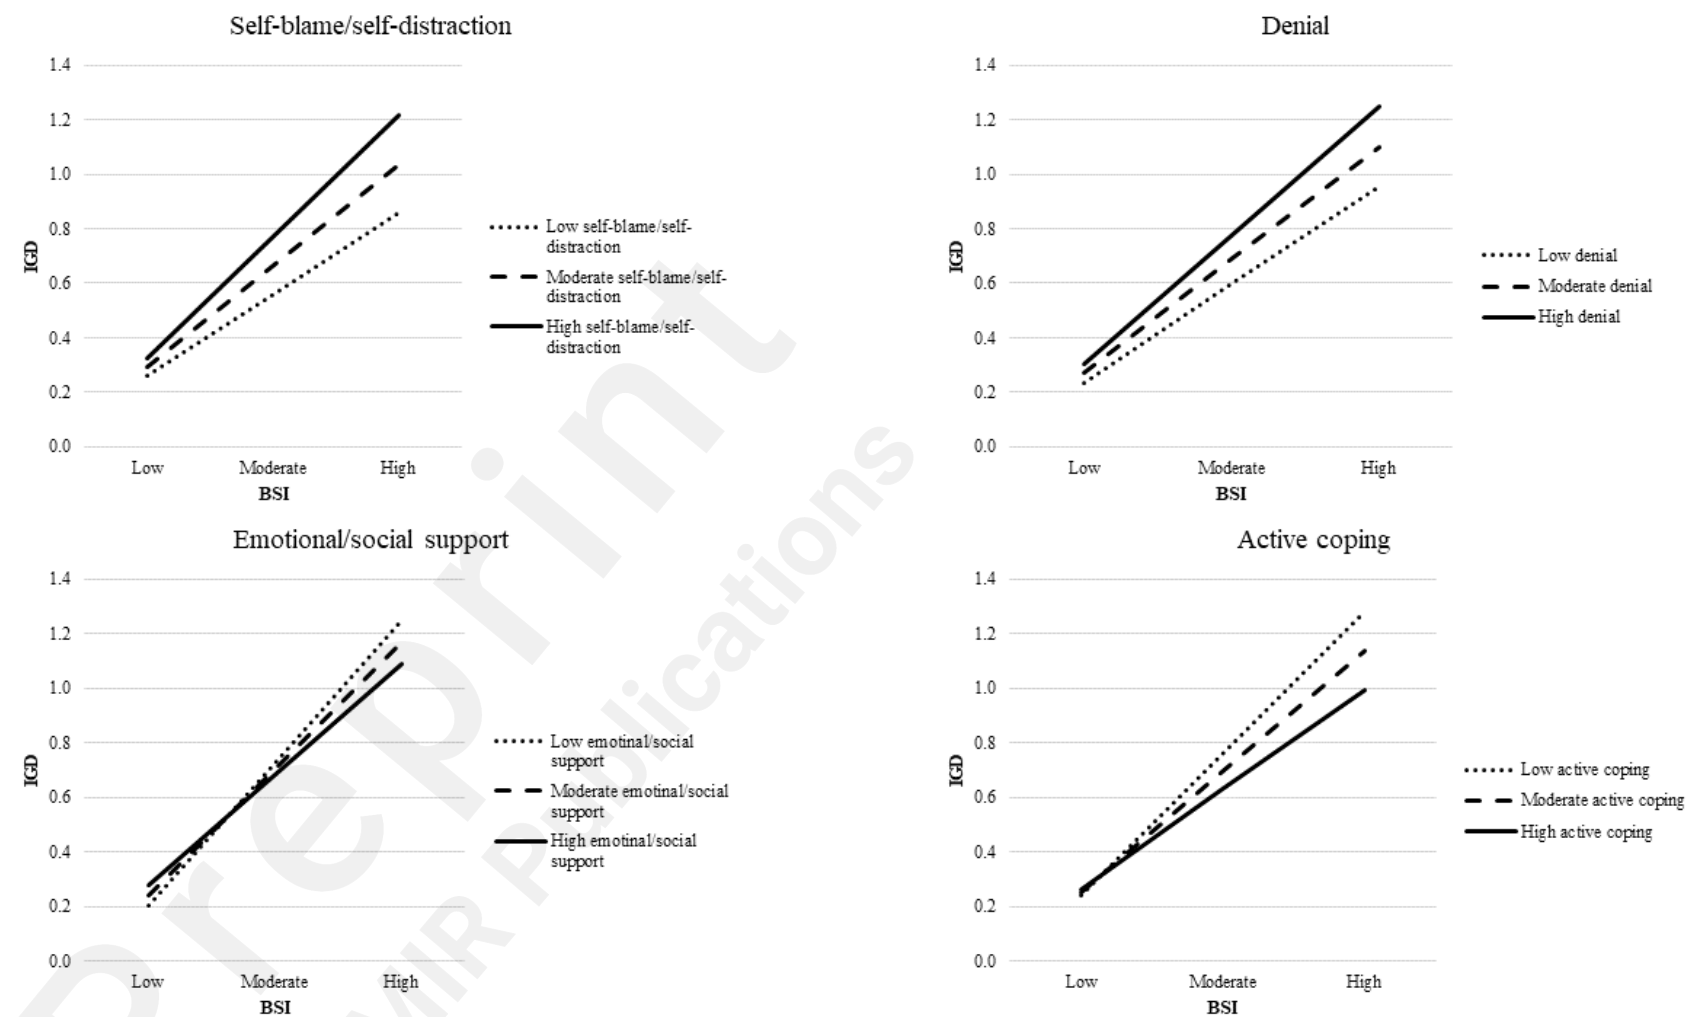 Self-blame/self-distraction
1.4
1.2
1.0
0.8
0.6
0.4
0.2
0.0
IGD
Low
Moderate
High
BSI
Low self-blame/self-
distraction
Moderate self-blame/self-
distraction
High self-blame/self-
distraction
Denial
1.4
1.2
1.0
0.8
0.6
0.4
0.2
0.0
IGD
Low
Moderate
High
BSI
Low denial
Moderate denial
High denial
Emotional/social support
1.4
1.2
1.0
0.8
0.6
0.4
0.2
0.0
IGD
Low
Moderate
High
BSI
Low emotinal/social
support
Moderate emotinal/social
support
High emotinal/social
support
Active coping
1.4
1.2
1.0
0.8
0.6
0.4
0.2
0.0
IGD
Low
Moderate
High
BSI
Low active coping
Moderate active coping
High active coping
Preprint
MIR Publications